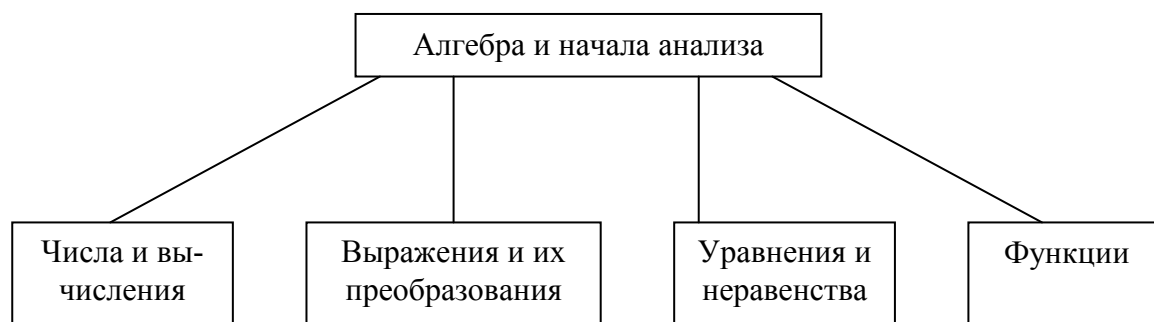 Алгебра и начала анализа
Числа и вы-
числения
Выражения и их
преобразования
Уравнения и
неравенства
Функции